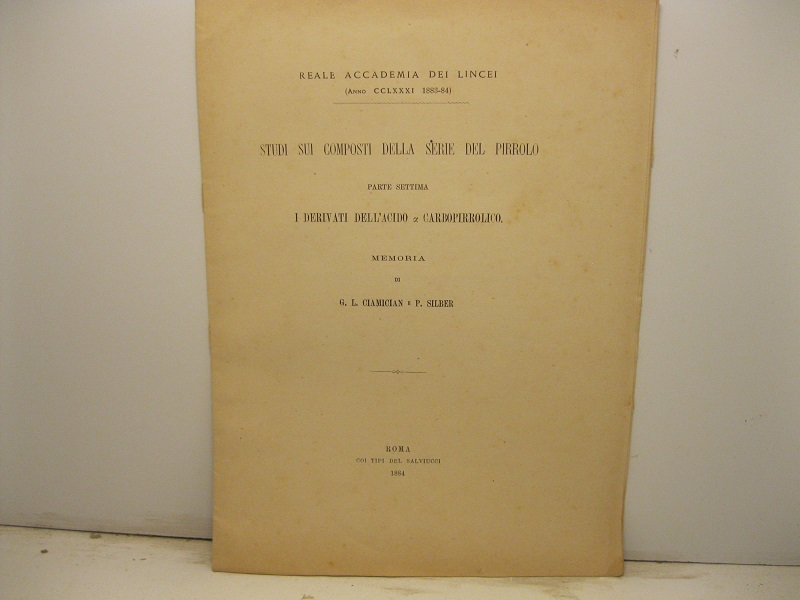 REALE ACCADEMIA DEI LINCEI
(ANNO CCLXXXI 1883-84)
STUDI SUI COMPOSTI DELLA SERIE DEL PIRROLO
PARTE SETTIMA
I DERIVATI DELL'ACIDO α CARBOPIRROLICO.
MEMORIA
DI
G. L. CIAMICIAN E P. SILBER
ROMA
COI TIPI DEL SALVIUCCI
1884